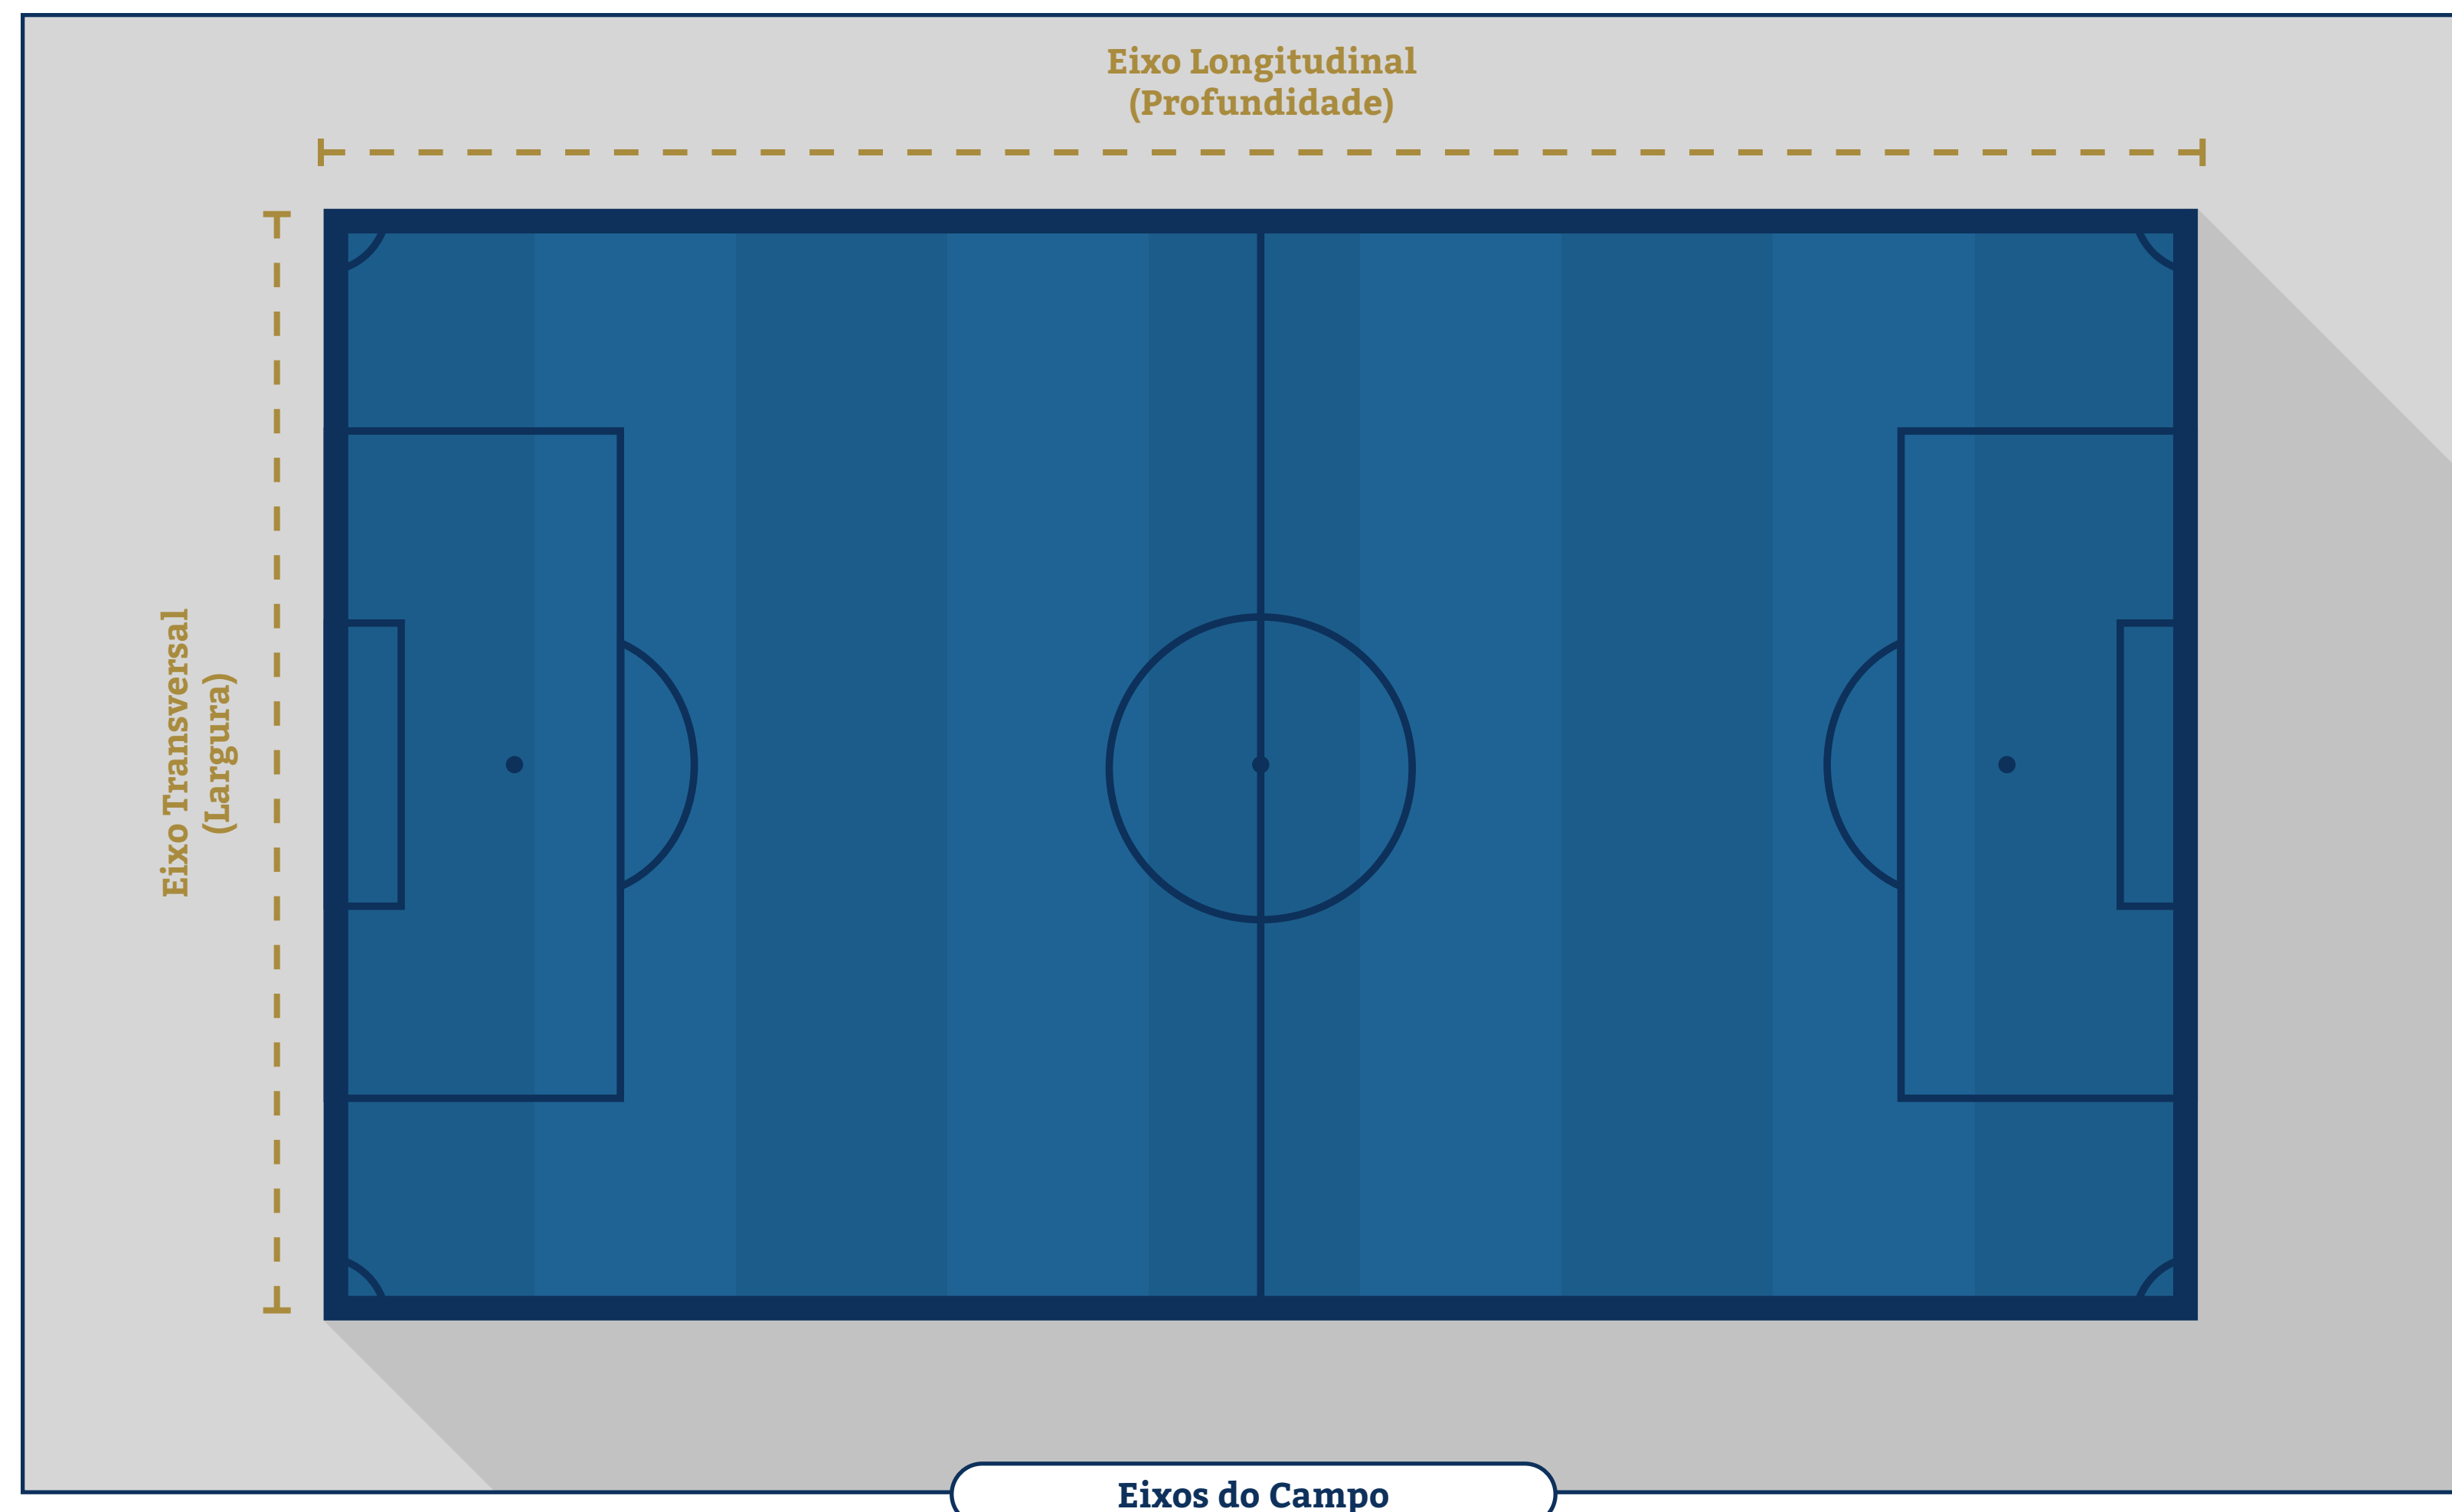 Eixo Longitudinal
(Profundidade)
Eixo Transversal
(Largura)
Eixos do Campo